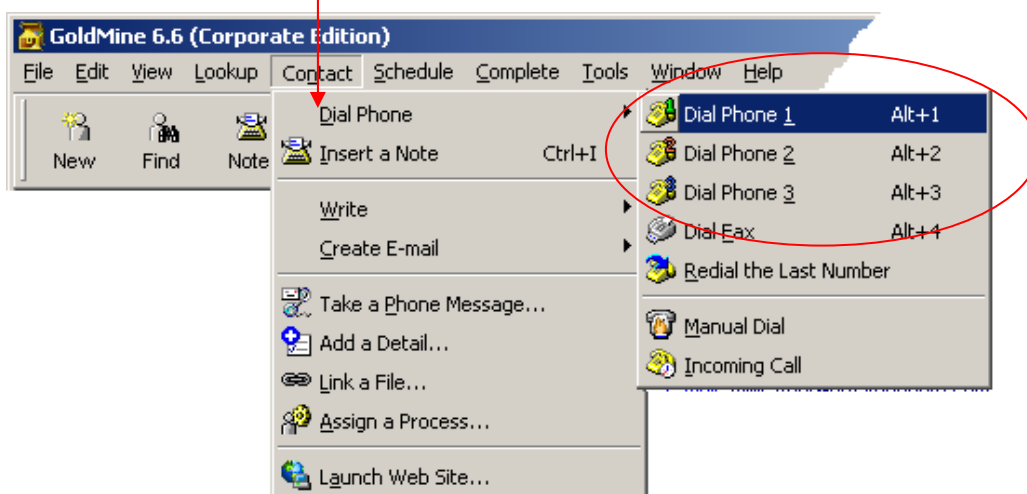 GoldMine 6.6 (Corporate Edition)
File Edit View Lookup Contact Schedule Complete Tools Window Help
New Find Note
Dial Phone
Insert a Note Ctrl+I
Write
Create E-mail
Take a Phone Message...
Add a Detail...
Link a File...
Assign a Process...
Launch Web Site...
Dial Phone 1 Alt+1
Dial Phone 2 Alt+2
Dial Phone 3 Alt+3
Dial Fax Alt+4
Redial the Last Number
Manual Dial
Incoming Call